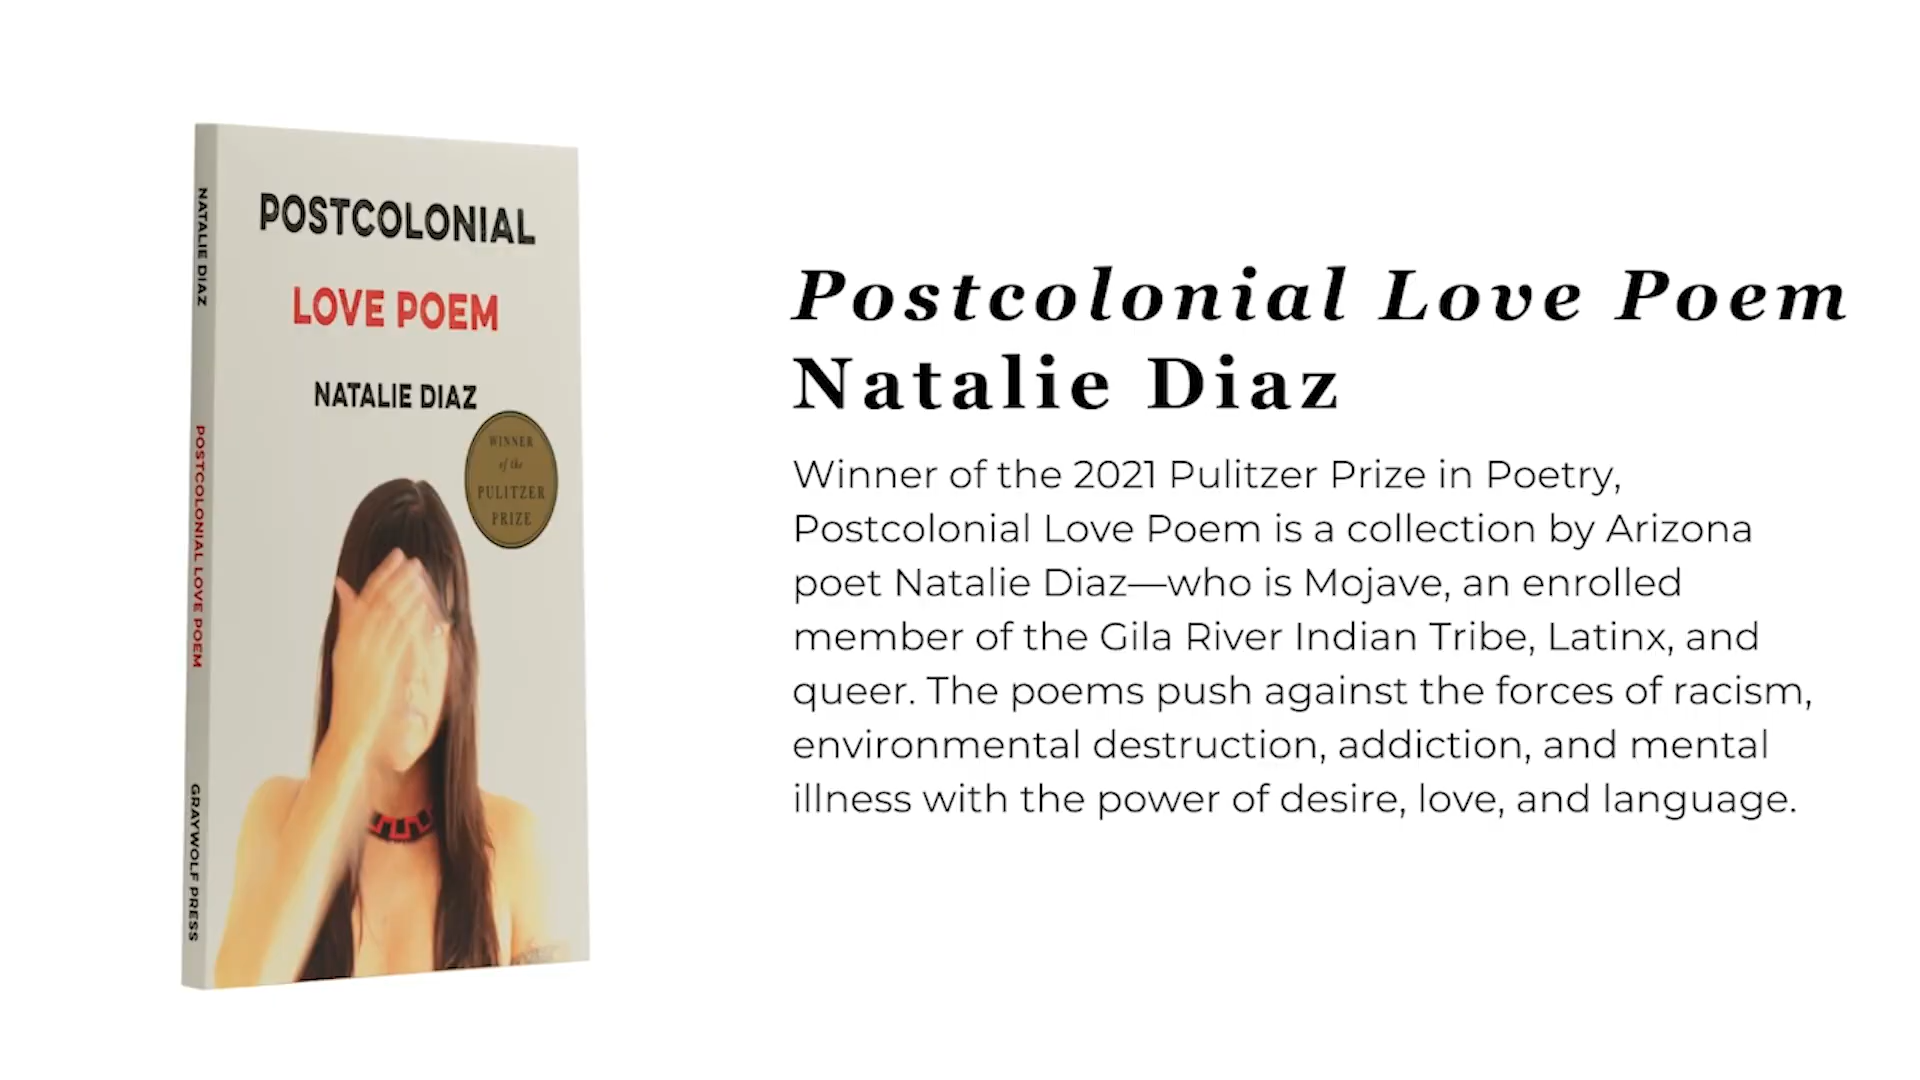 NATALIE DIAZ
POSTCOLONIAL LOVE POEM
GRAYWOLF PRESS
POSTCOLONIAL
LOVE POEM
NATALIE DIAZ
WINNER
of the
PULITZER
PRIZE
Postcolonial Love Poem
Natalie Diaz
Winner of the 2021 Pulitzer Prize in Poetry,
Postcolonial Love Poem is a collection by Arizona
poet Natalie Diaz—who is Mojave, an enrolled
member of the Gila River Indian Tribe, Latinx, and
queer. The poems push against the forces of racism,
environmental destruction, addiction, and mental
illness with the power of desire, love, and language.